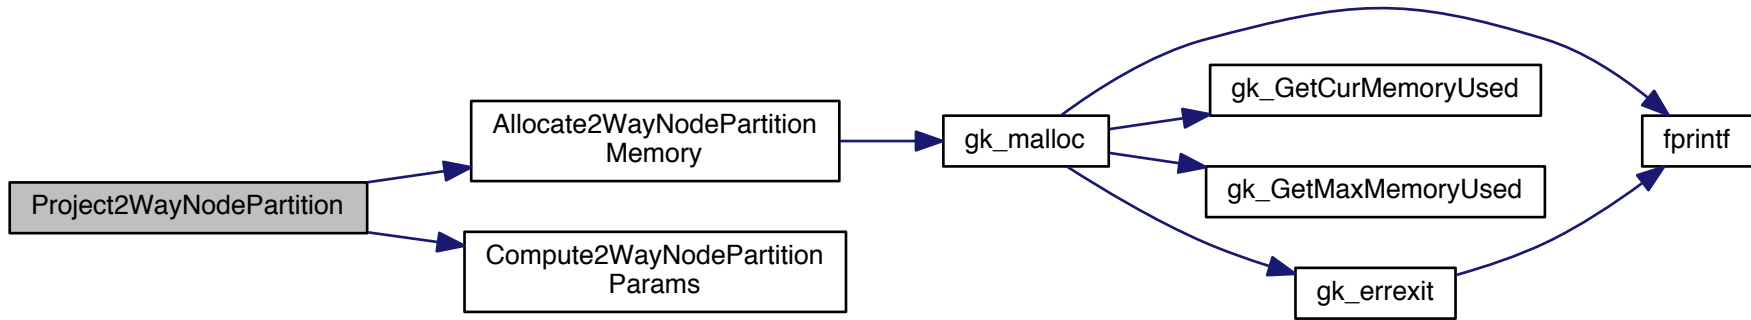 Project2WayNodePartition
Allocate2WayNodePartition
Memory
Compute2WayNodePartition
Params
gk_malloc
gk_GetCurMemoryUsed
gk_GetMaxMemoryUsed
gk_errexit
fprintf